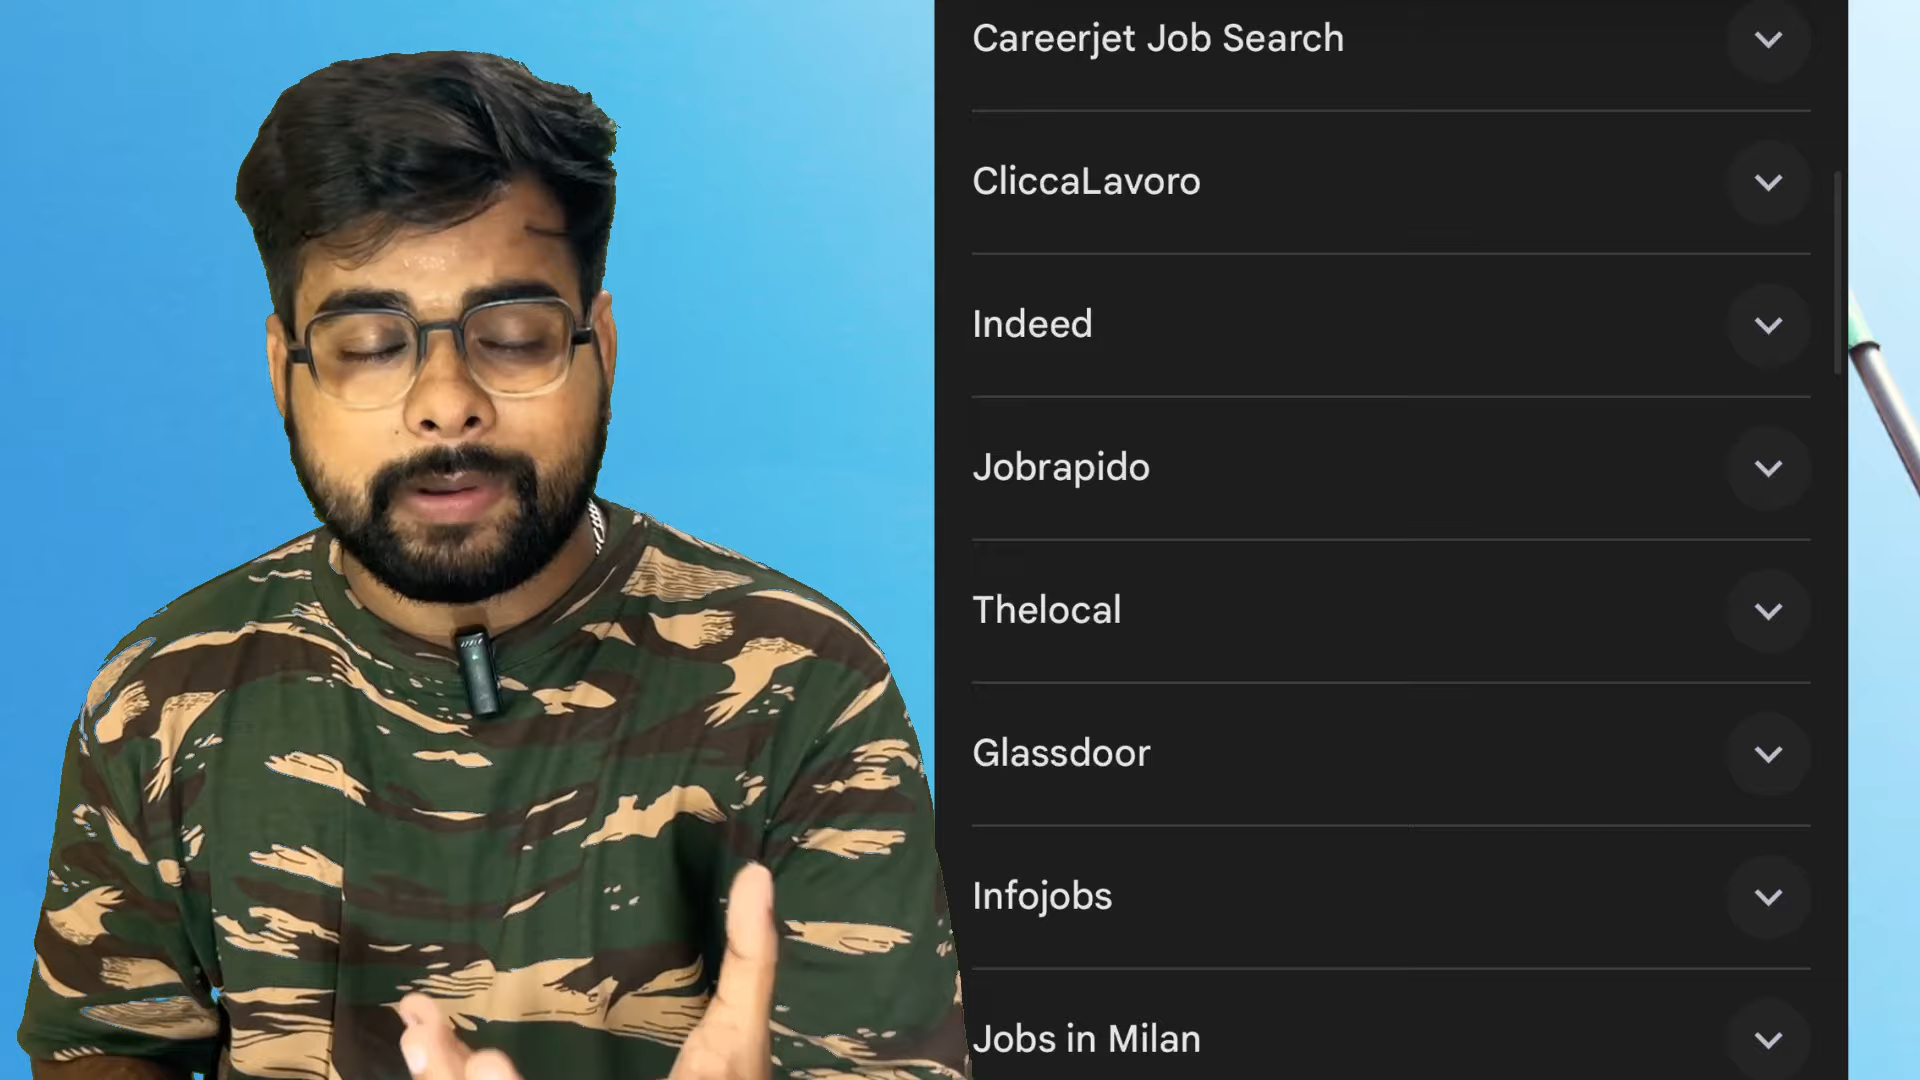 Careerjet Job Search
CliccaLavoro
Indeed
Jobrapido
Thelocal
Glassdoor
Infojobs
Jobs in Milan